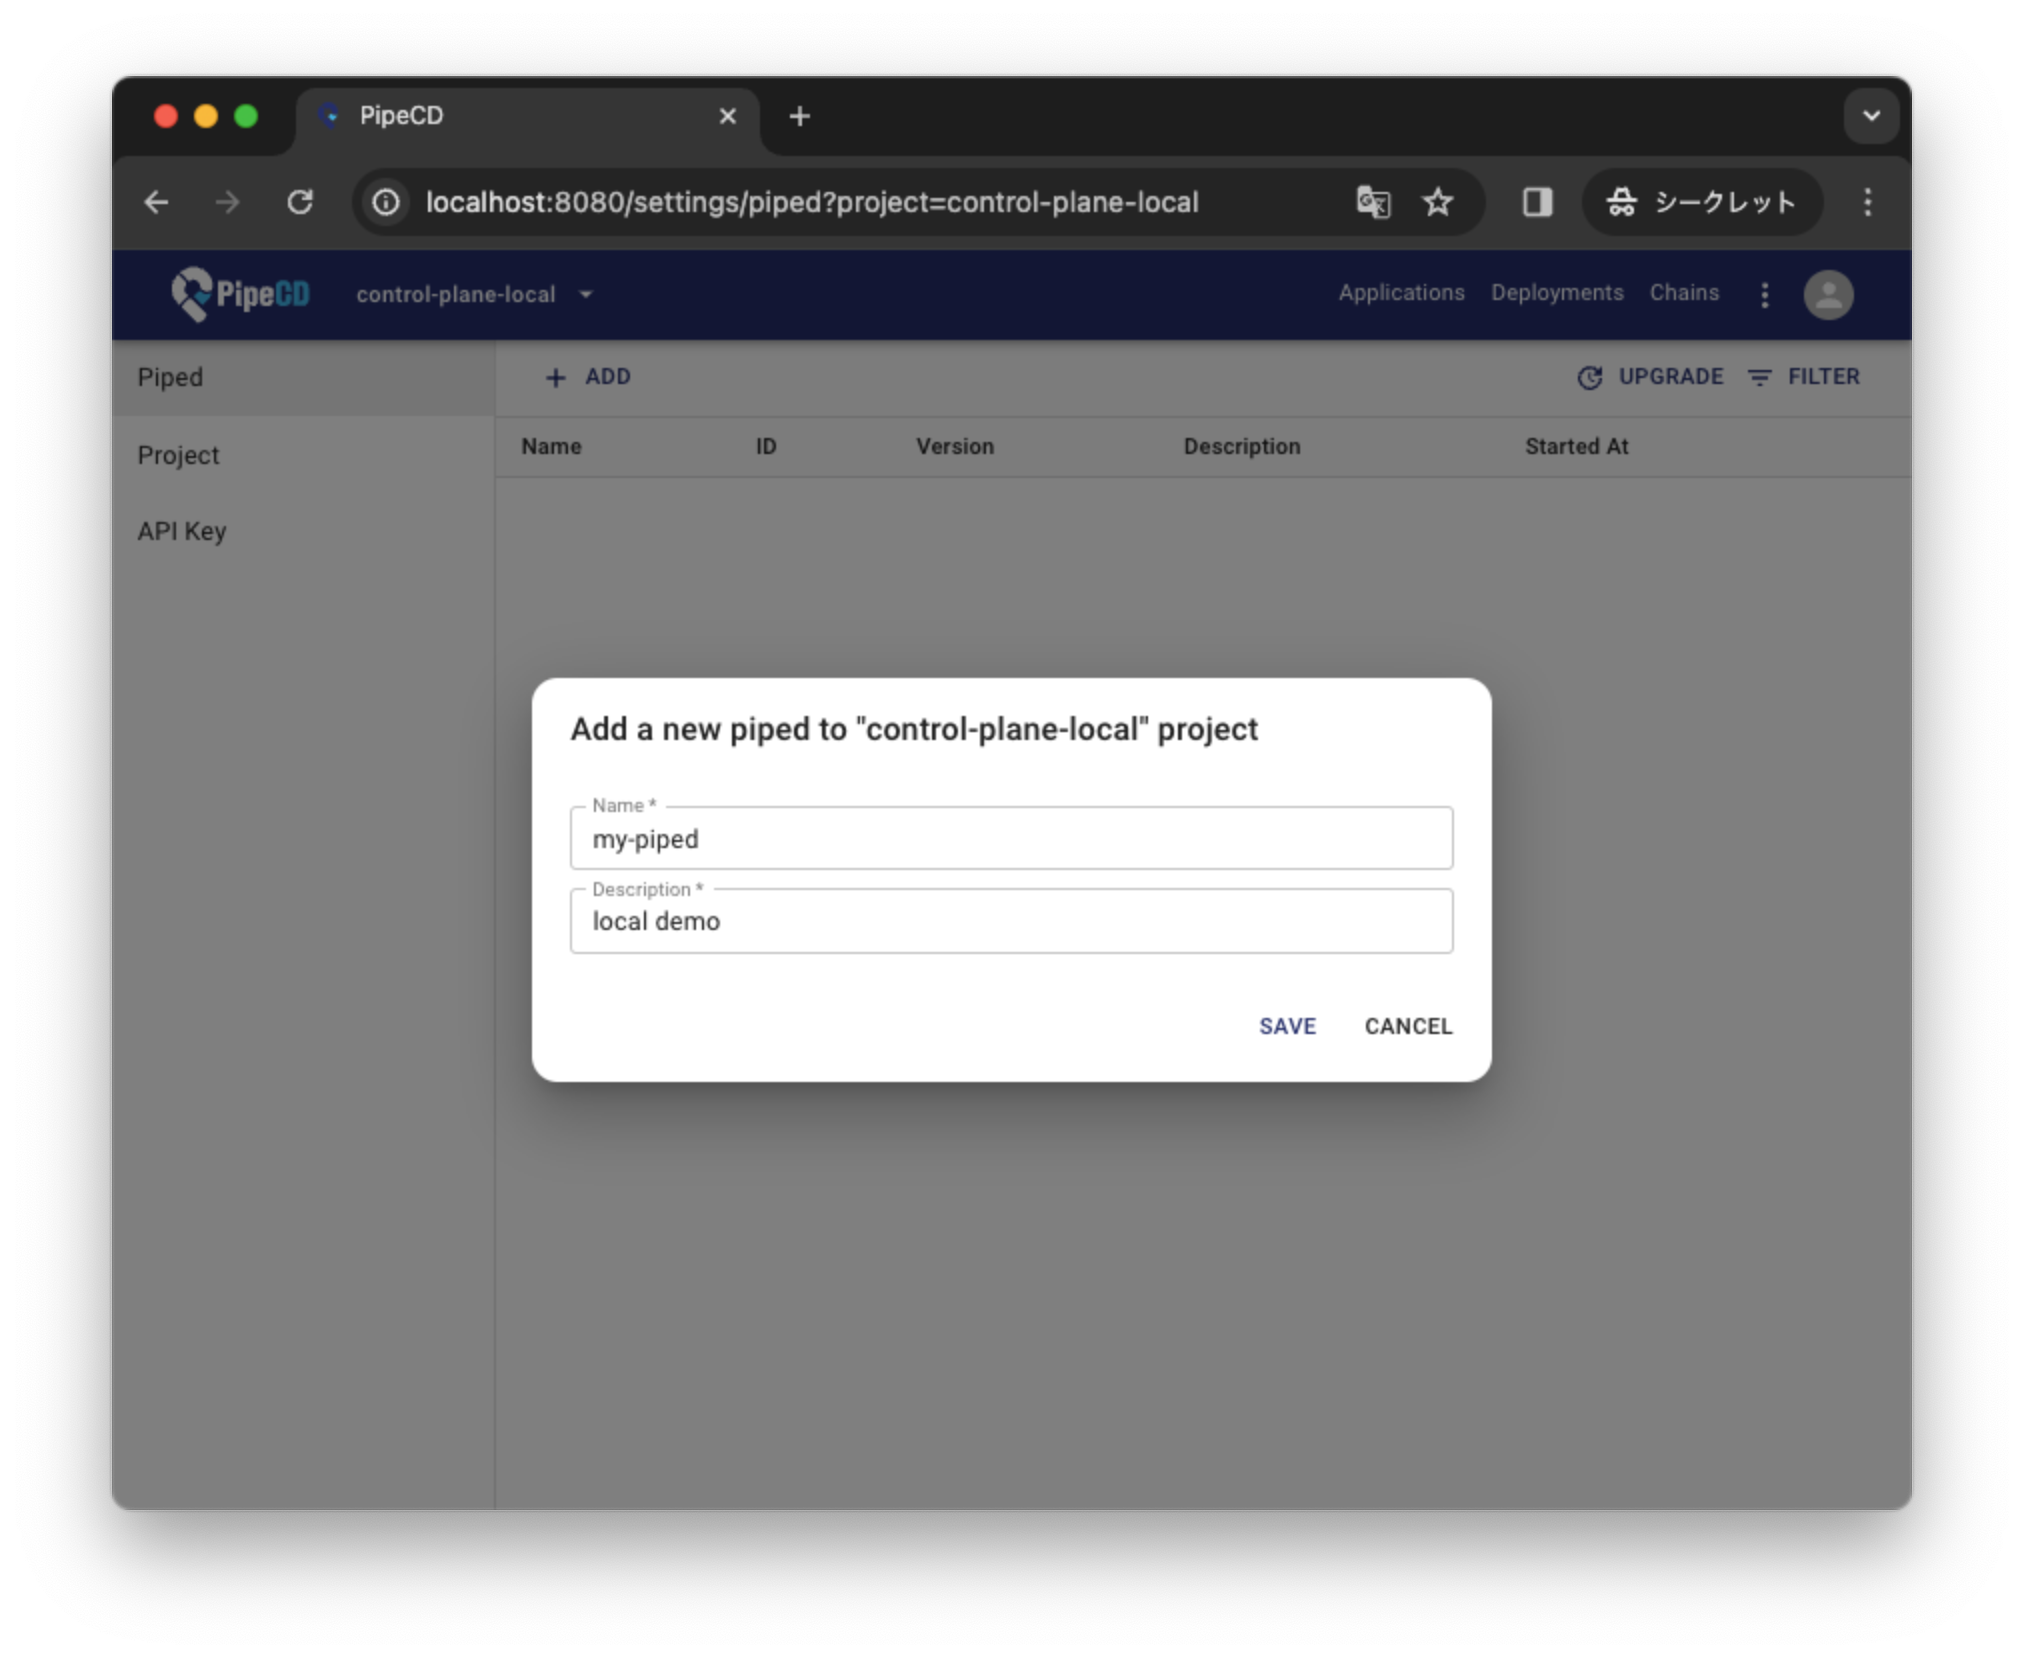 PipeCD
localhost:8080/settings/piped?project=control-plane-local
シークレット
PipeCD control-plane-local Applications Deployments Chains
Piped
Project
API Key
ADD UPGRADE FILTER
Name ID Version Description Started At
Add a new piped to "control-plane-local" project
Name *
my-piped
Description *
local demo
SAVE CANCEL